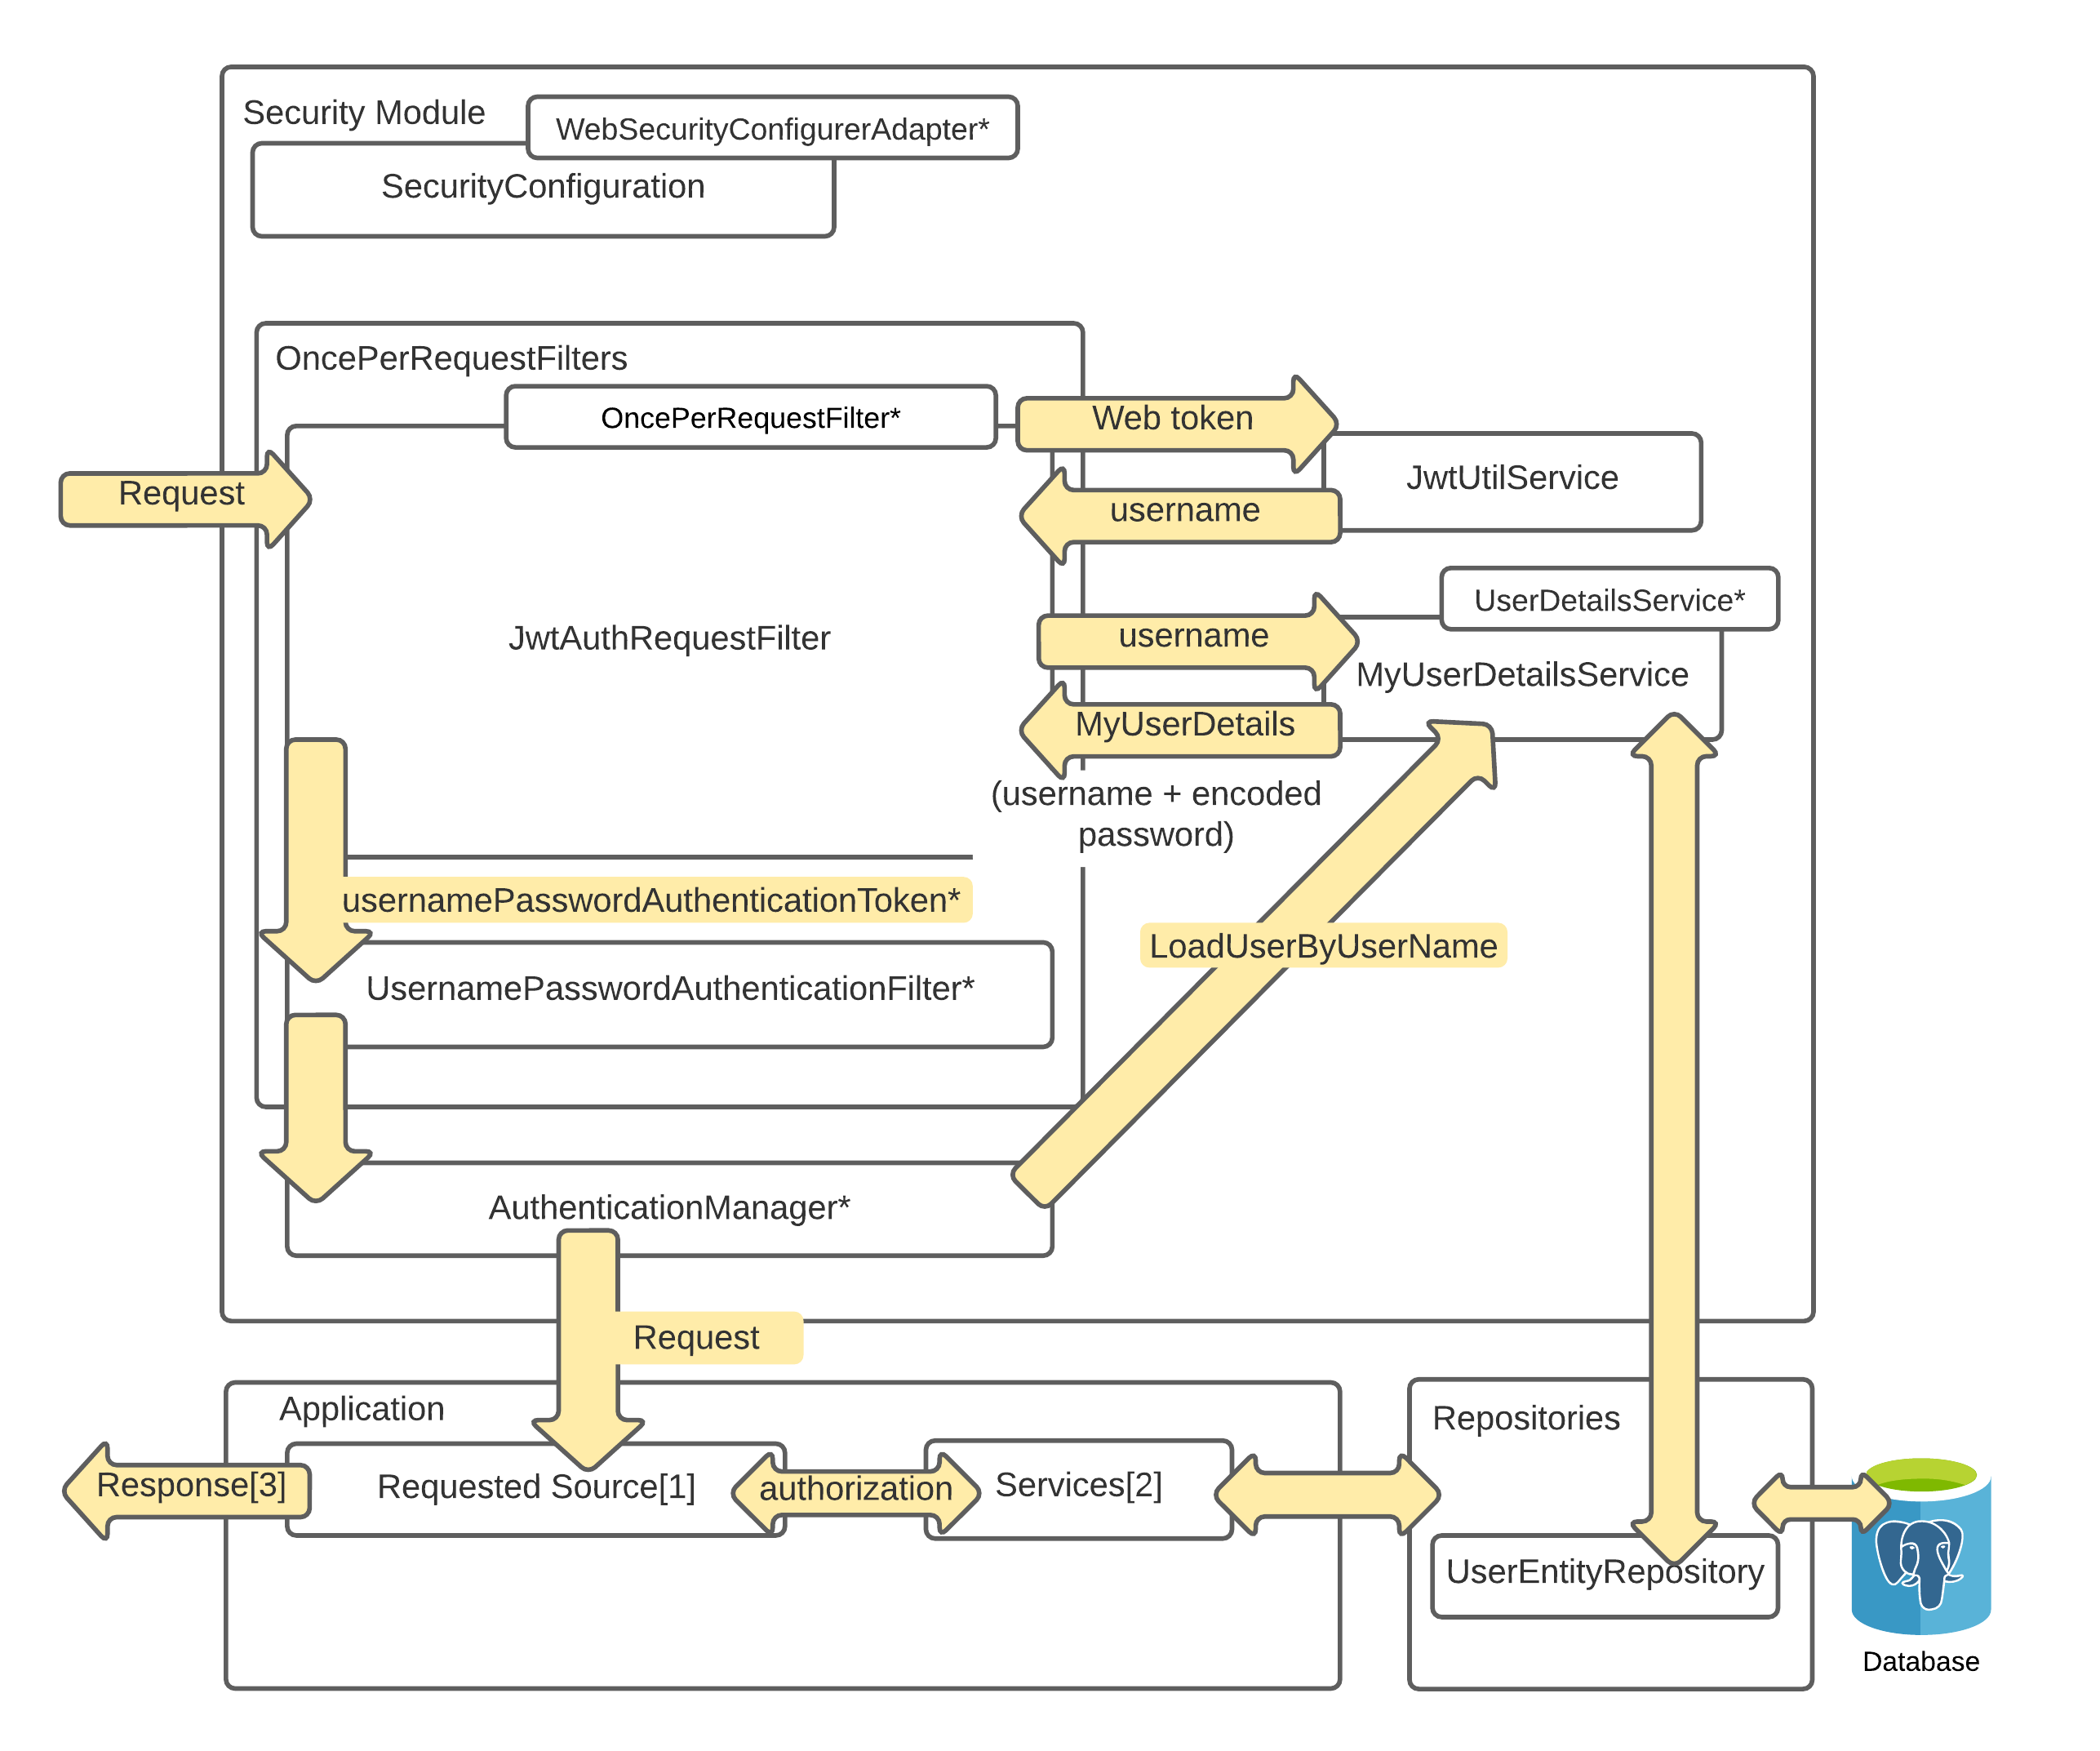 Security Module
WebSecurityConfigurerAdapter*
SecurityConfiguration
OncePerRequestFilters
OncePerRequestFilter*
Web token
JwtUtilService
Request
username
UserDetailsService*
username
JwtAuthRequestFilter
MyUserDetailsService
MyUserDetails
(username + encoded
password)
usernamePasswordAuthenticationToken*
LoadUserByUserName
UsernamePasswordAuthenticationFilter*
AuthenticationManager*
Request
Application
Repositories
Response[3]
Requested Source[1]
authorization
Services[2]
UserEntityRepository
Database